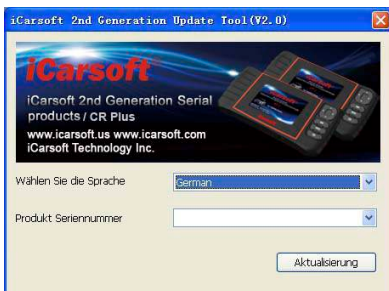 iCarsoft 2nd Generation Update Tool(V2.0)
iCarsoft
iCarsoft 2nd Generation Serial
products / CR Plus
www.icarsoft.us www.icarsoft.com
iCarsoft Technology Inc.
Wählen Sie die Sprache
German
Produkt Seriennummer
Aktualisierung